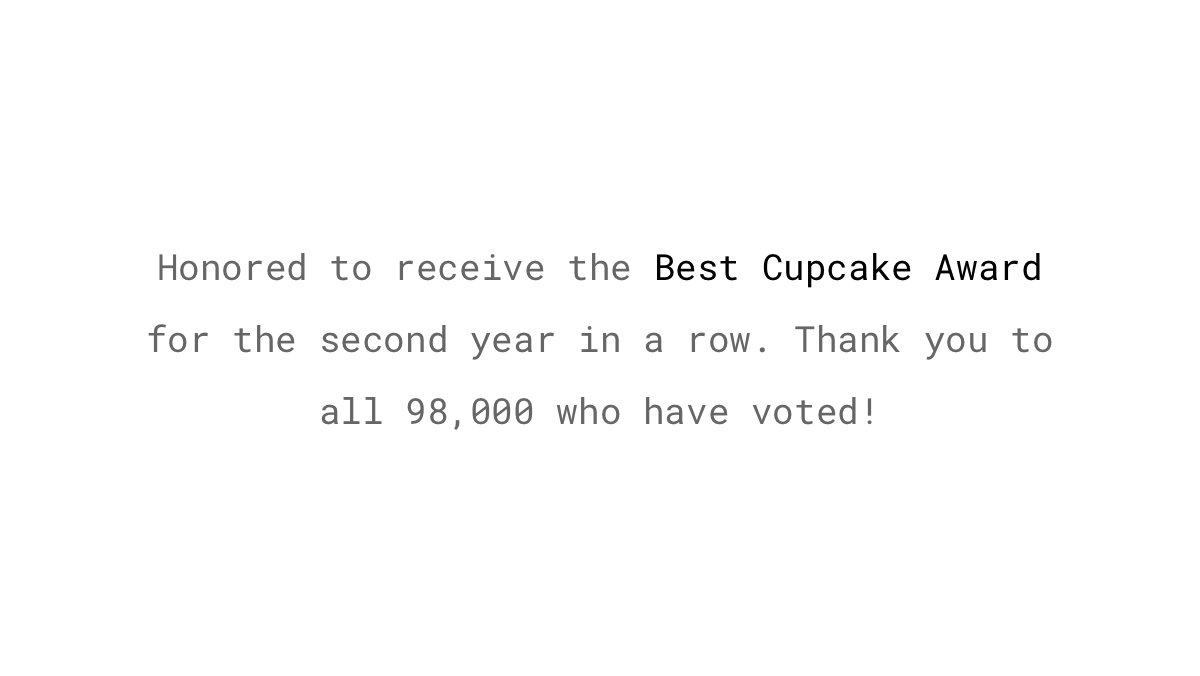 Honored to receive the Best Cupcake Award
for the second year in a row. Thank you to
all 98,000 who have voted!